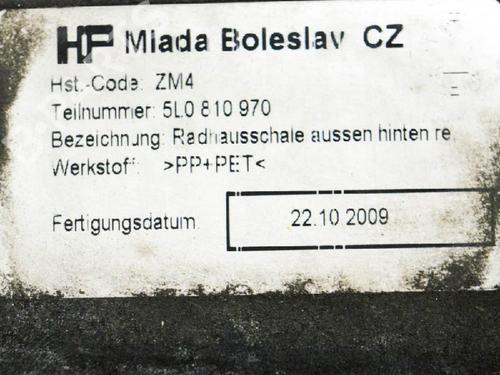 HP Mlada Boleslav CZ
Hst.-Code: ZM4
Teilnummer: 5L0 810 970
Bezeichnung: Radhausschale aussen hinten re.
Werkstoff: >PP+PET<
Fertigungsdatum: 22.10.2009